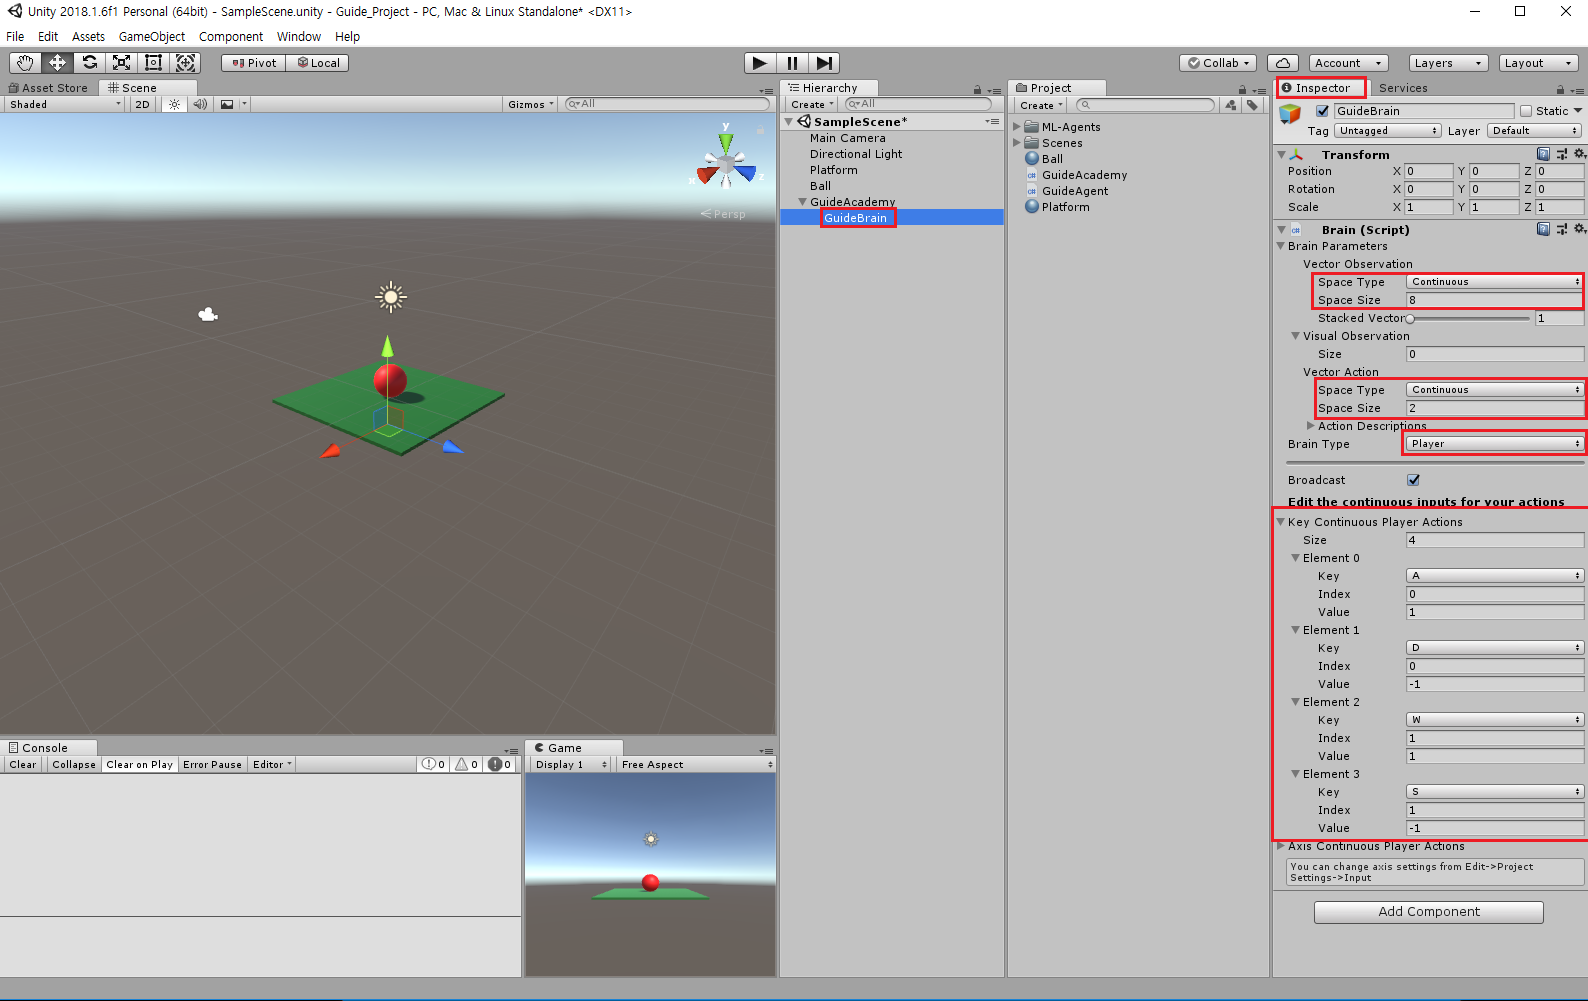 Unity 2018.1.6f1 Personal (64bit) - SampleScene.unity - Guide_Project - PC, Mac & Linux Standalone* <DX11>
File Edit Assets GameObject Component Window Help
Pivot Local Collab Account Layers Layout
Asset Store Scene
Shaded 2D Gizmos All
y
x
z
Persp
Console
Clear Collapse Clear on Play Error Pause Editor 0 0 0
Game
Display 1 Free Aspect
Hierarchy
Create All
SampleScene*
Main Camera
Directional Light
Platform
Ball
GuideAcademy
GuideBrain
Project
Create
ML-Agents
Scenes
Ball
GuideAcademy
GuideAgent
Platform
Inspector Services
GuideBrain Static
Tag Untagged Layer Default
Transform
Position X 0 Y 0 Z 0
Rotation X 0 Y 0 Z 0
Scale X 1 Y 1 Z 1
Brain (Script)
Brain Parameters
Vector Observation
Space Type Continuous
Space Size 8
Stacked Vector 1
Visual Observation
Size 0
Vector Action
Space Type Continuous
Space Size 2
Action Descriptions
Brain Type Player
Broadcast
Edit the continuous inputs for your actions
Key Continuous Player Actions
Size 4
Element 0
Key A
Index 0
Value 1
Element 1
Key D
Index 0
Value -1
Element 2
Key W
Index 1
Value 1
Element 3
Key S
Index 1
Value -1
Axis Continuous Player Actions
You can change axis settings from Edit->Project
Settings->Input
Add Component